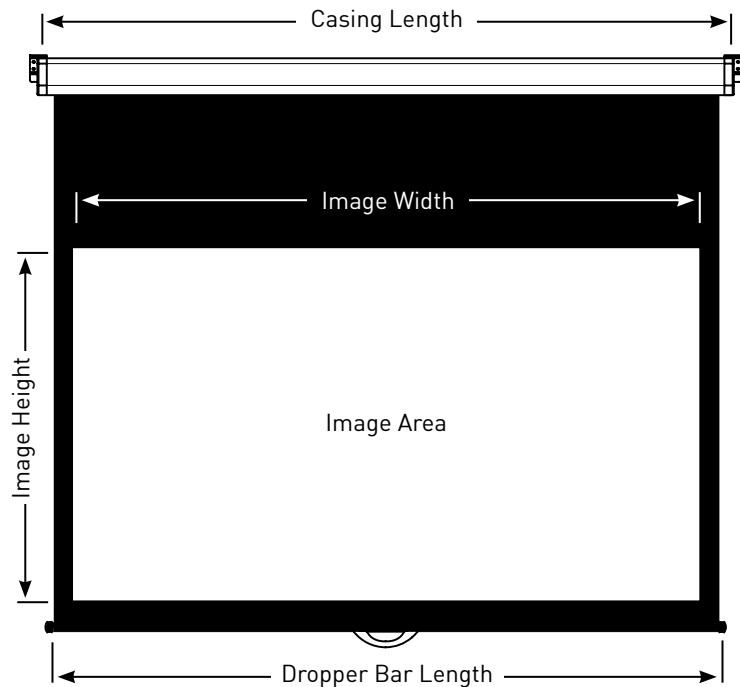 Casing Length
Image Width
Image Height
Image Area
Dropper Bar Length